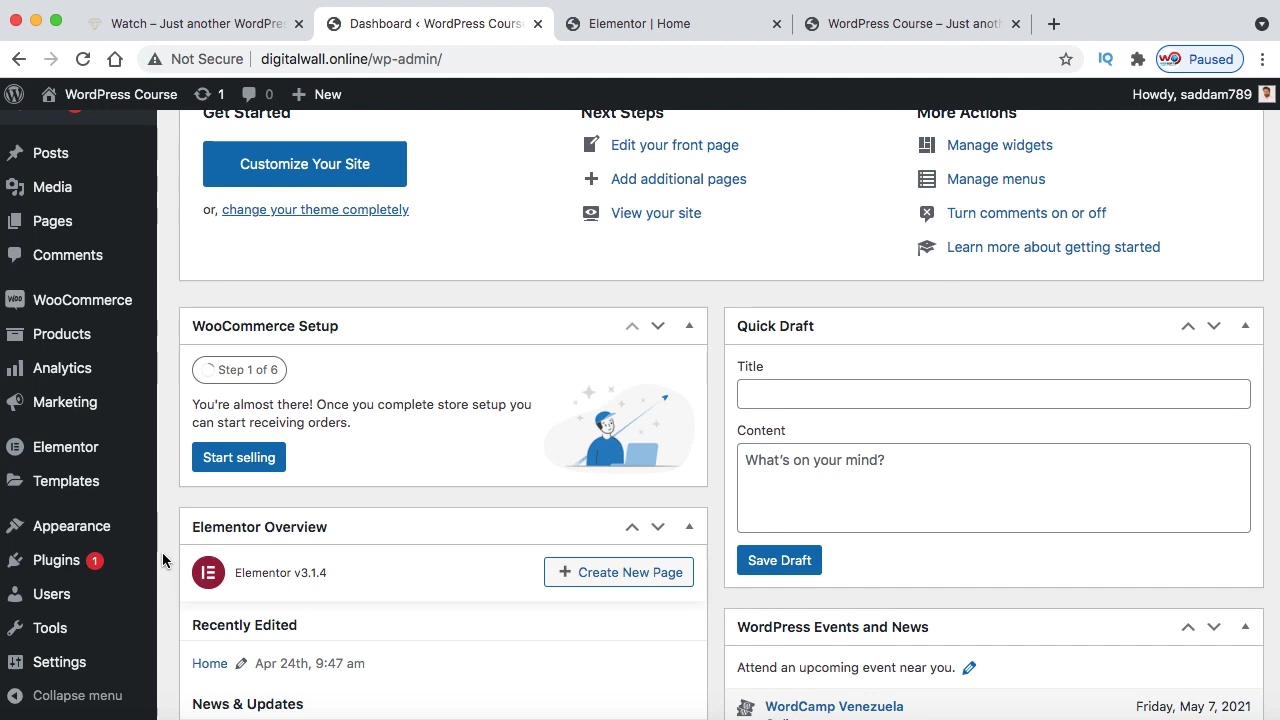 Watch – Just another WordPres
Dashboard ‹ WordPress Cours
Elementor | Home
WordPress Course – Just anoth
Not Secure
digitalwall.online/wp-admin/
IQ
Paused
WordPress Course
1
0
New
Howdy, saddam789
Posts
Media
Pages
Comments
WooCommerce
Products
Analytics
Marketing
Elementor
Templates
Appearance
Plugins 1
Users
Tools
Settings
Collapse menu
Get Started
Customize Your Site
or, change your theme completely
Next Steps
Edit your front page
Add additional pages
View your site
More Actions
Manage widgets
Manage menus
Turn comments on or off
Learn more about getting started
WooCommerce Setup
Step 1 of 6
You're almost there! Once you complete store setup you
can start receiving orders.
Start selling
Elementor Overview
Elementor v3.1.4
Create New Page
Recently Edited
Home Apr 24th, 9:47 am
News & Updates
Quick Draft
Title
Content
What's on your mind?
Save Draft
WordPress Events and News
Attend an upcoming event near you.
WordCamp Venezuela
Friday, May 7, 2021